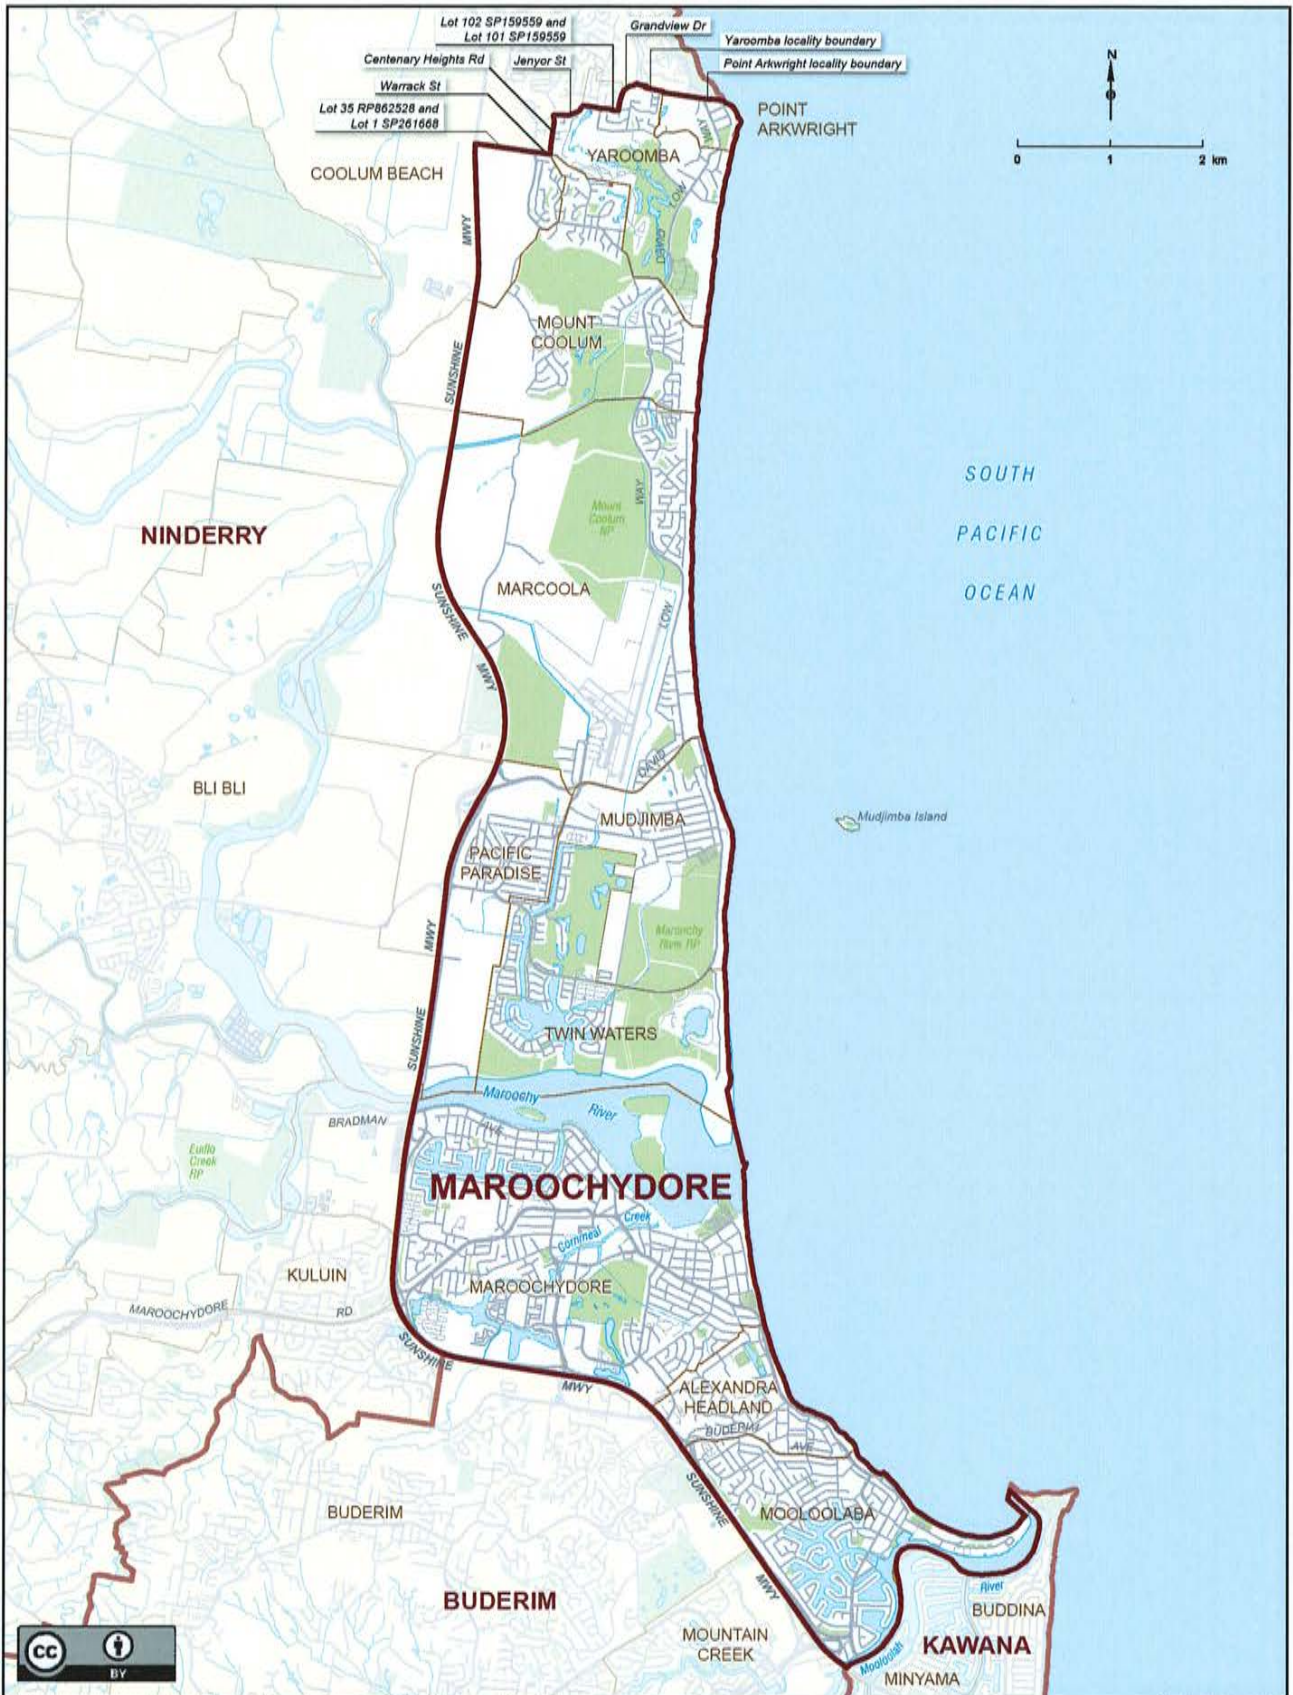 Lot 102 SP159559 and
Lot 101 SP159559
Grandview Dr
Yaroomba locality boundary
Centenary Heights Rd
Jenyor St
Point Arkwright locality boundary
Warrack St
Lot 35 RP862528 and
Lot 1 SP261668
N
POINT
ARKWRIGHT
0 1 2 km
COOLUM BEACH
YAROOMBA
WAY
LOW
DAVID
MWY
MOUNT
COOLUM
SUNSHINE
SOUTH
PACIFIC
OCEAN
WAY
Mount
Coolum
NP
NINDERRY
MARCOOLA
LOW
SUNSHINE
MWY
DAVID
BLI BLI
MUDJIMBA
Mudjimba Island
PACIFIC
PARADISE
MWY
Maroochy
River RP
SUNSHINE
TWIN WATERS
Maroochy
River
BRADMAN
AVE
Eudlo
Creek
RP
MAROOCHYDORE
Creek
Cornmeal
KULUIN
MAROOCHYDORE
MAROOCHYDORE
RD
SUNSHINE
MWY
ALEXANDRA
HEADLAND
BUDERIM
AVE
SUNSHINE
BUDERIM
MOOLOOLABA
MWY
River
BUDERIM
BUDDINA
MOUNTAIN
CREEK
KAWANA
Mooloolah
MINYAMA
CC
BY